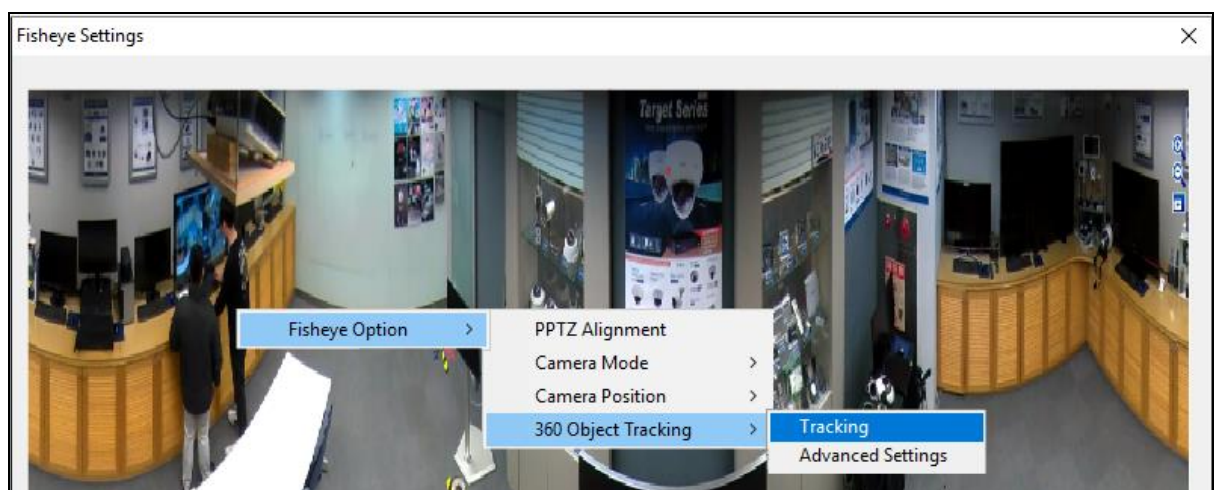 Fisheye Settings
Target Series
Fisheye Option
PPTZ Alignment
Camera Mode
Camera Position
360 Object Tracking
Tracking
Advanced Settings